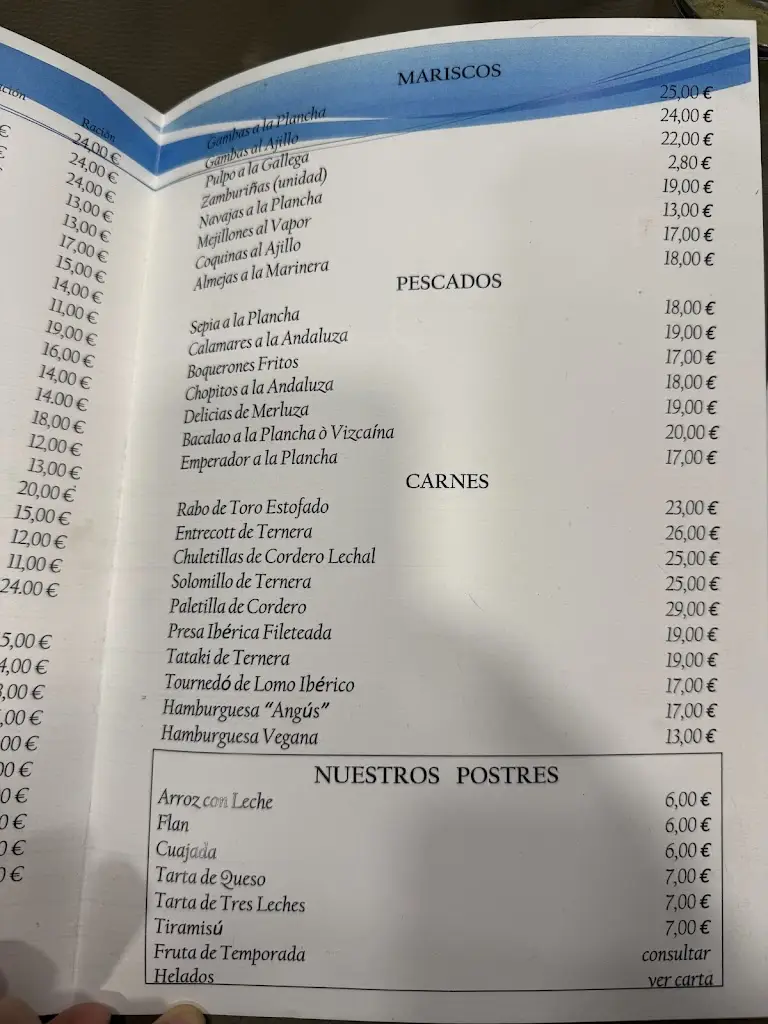 Ración
24,00 €
24,00 €
24,00 €
13,00 €
13,00 €
17,00 €
15,00 €
14,00 €
11,00 €
19,00 €
16,00 €
14,00 €
14.00 €
18,00 €
12,00 €
13,00 €
20,00 €
15,00 €
12,00 €
11,00 €
24.00 €
MARISCOS
Gambas a la Plancha 25,00 €
Gambas al Ajillo 24,00 €
Pulpo a la Gallega 22,00 €
Zamburiñas (unidad) 2,80 €
Navajas a la Plancha 19,00 €
Mejillones al Vapor 13,00 €
Coquinas al Ajillo 17,00 €
Almejas a la Marinera 18,00 €
PESCADOS
Sepia a la Plancha 18,00 €
Calamares a la Andaluza 19,00 €
Boquerones Fritos 17,00 €
Chopitos a la Andaluza 18,00 €
Delicias de Merluza 19,00 €
Bacalao a la Plancha ò Vizcaína 20,00 €
Emperador a la Plancha 17,00 €
CARNES
Rabo de Toro Estofado 23,00 €
Entrecott de Ternera 26,00 €
Chuletillas de Cordero Lechal 25,00 €
Solomillo de Ternera 25,00 €
Paletilla de Cordero 29,00 €
Presa Ibérica Fileteada 19,00 €
Tataki de Ternera 19,00 €
Tournedó de Lomo Ibérico 17,00 €
Hamburguesa “Angús” 17,00 €
Hamburguesa Vegana 13,00 €
NUESTROS POSTRES
Arroz con Leche 6,00 €
Flan 6,00 €
Cuajada 6,00 €
Tarta de Queso 7,00 €
Tarta de Tres Leches 7,00 €
Tiramisú 7,00 €
Fruta de Temporada consultar
Helados ver carta